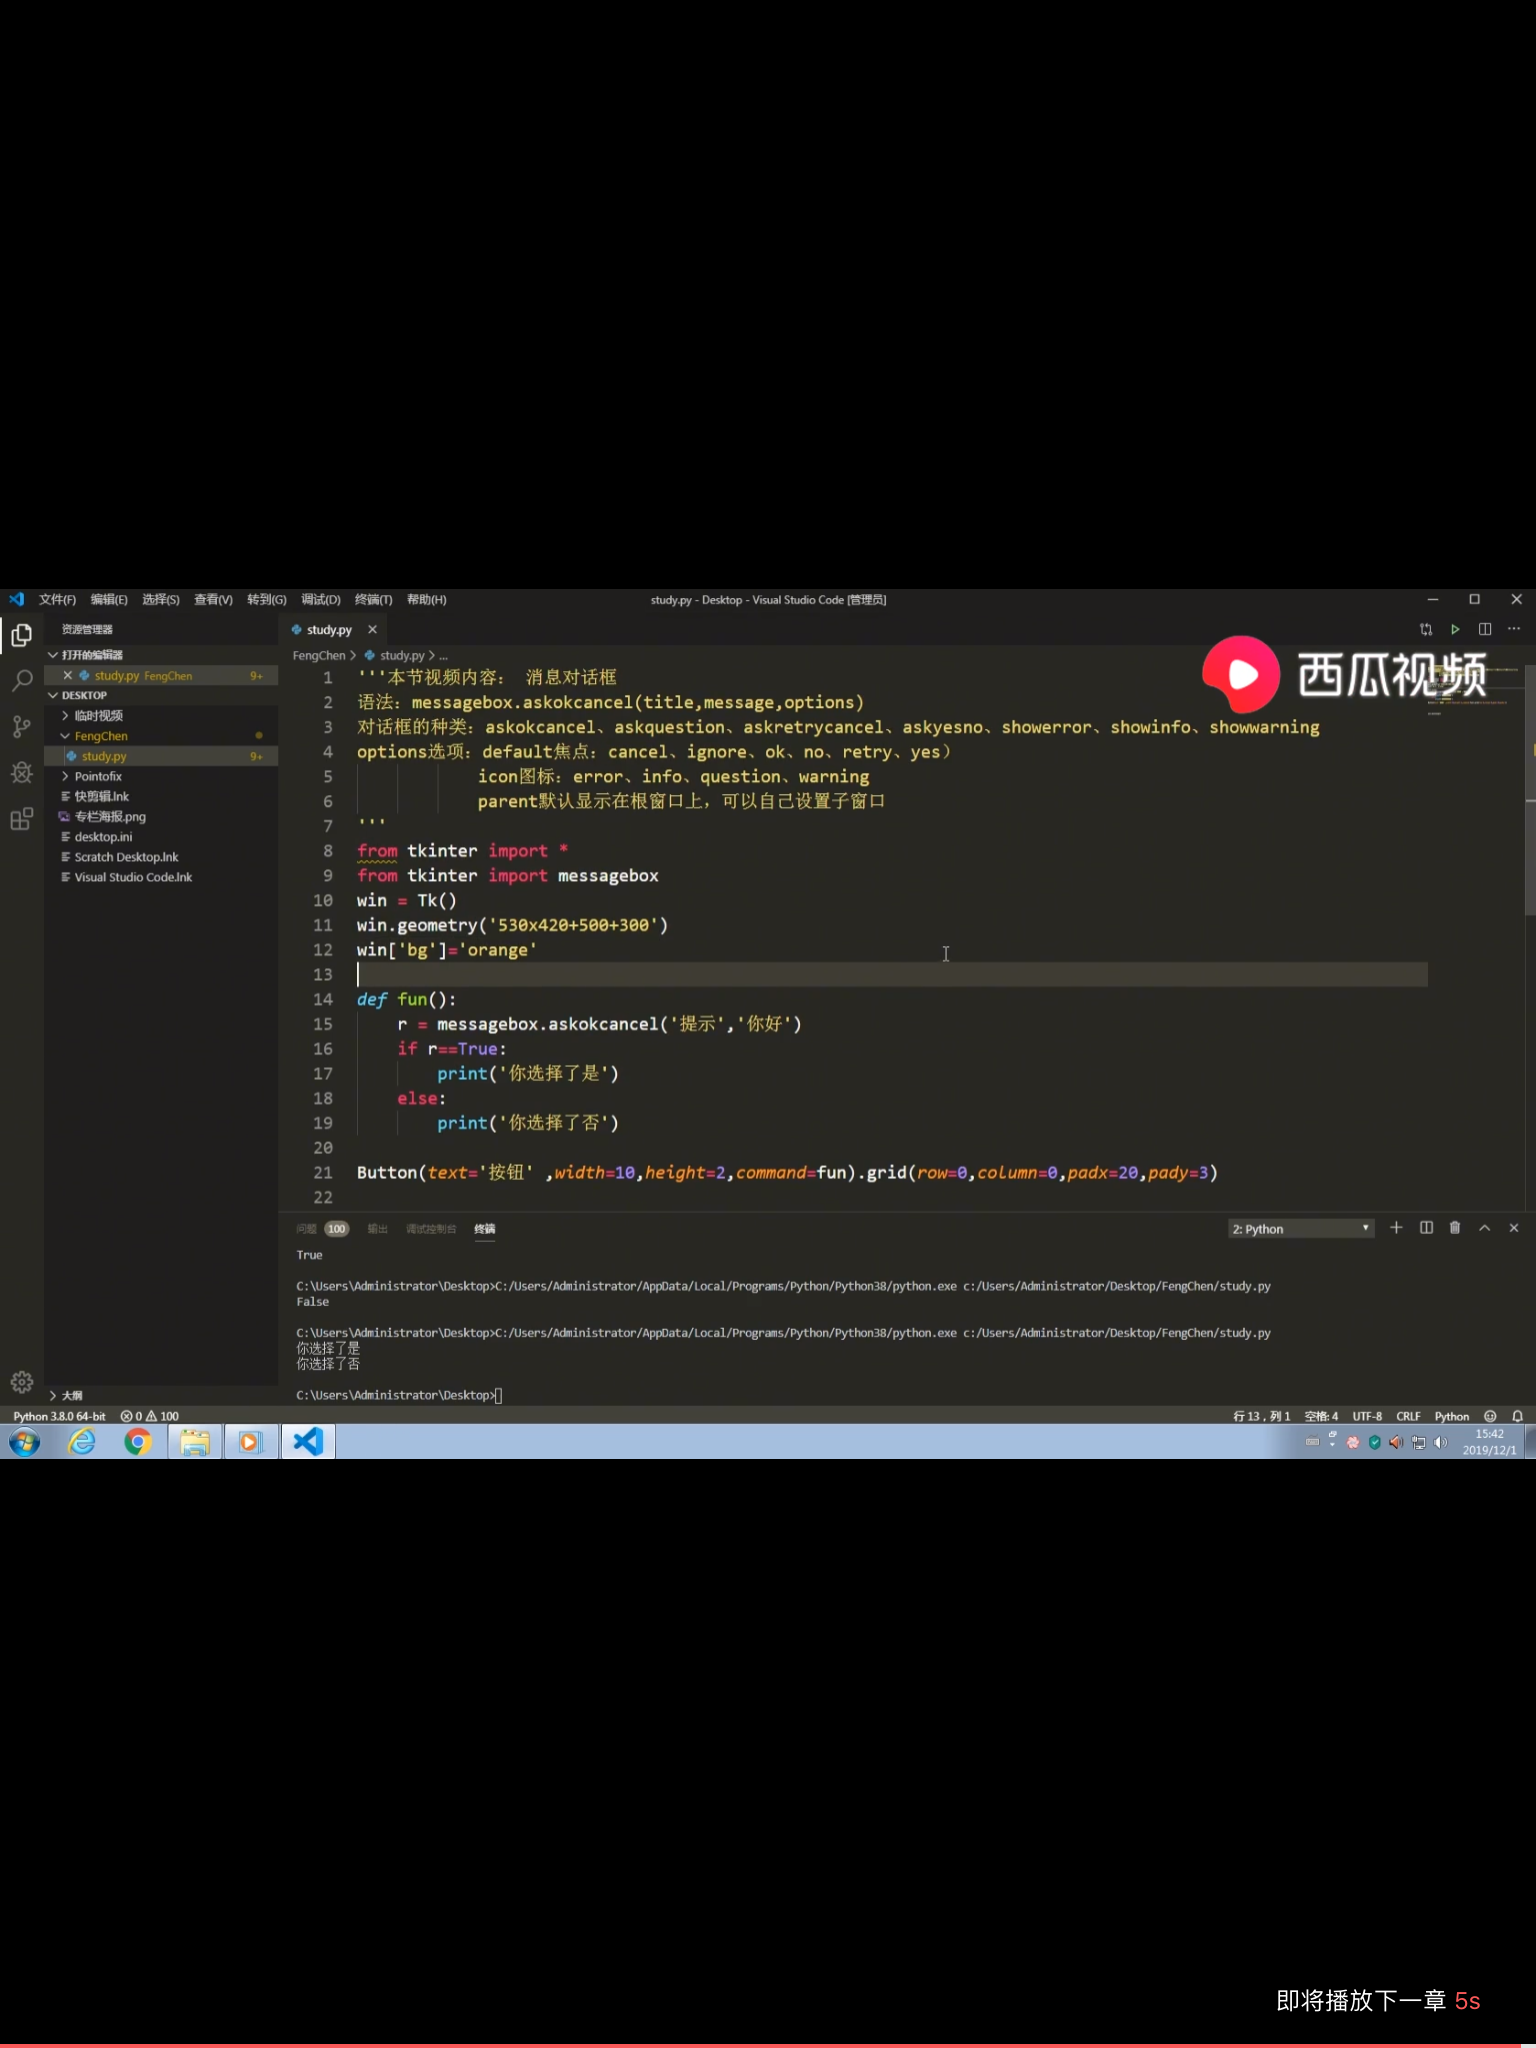 文件(F) 编辑(E) 选择(S) 查看(V) 转到(G) 调试(D) 终端(T) 帮助(H)
study.py - Desktop - Visual Studio Code [管理员]
资源管理器
study.py
打开的编辑器
FengChen > study.py > ...
study.py FengChen 9+
DESKTOP
临时视频
FengChen
study.py 9+
Pointofix
快剪辑.lnk
专栏海报.png
desktop.ini
Scratch Desktop.lnk
Visual Studio Code.lnk
大纲
西瓜视频
1 '''本节视频内容： 消息对话框
2 语法：messagebox.askokcancel(title,message,options)
3 对话框的种类：askokcancel、askquestion、askretrycancel、askyesno、showerror、showinfo、showwarning
4 options选项：default焦点：cancel、ignore、ok、no、retry、yes）
5 icon图标：error、info、question、warning
6 parent默认显示在根窗口上，可以自己设置子窗口
7 '''
8 from tkinter import *
9 from tkinter import messagebox
10 win = Tk()
11 win.geometry('530x420+500+300')
12 win['bg']='orange'
13
14 def fun():
15 r = messagebox.askokcancel('提示','你好')
16 if r==True:
17 print('你选择了是')
18 else:
19 print('你选择了否')
20
21 Button(text='按钮' ,width=10,height=2,command=fun).grid(row=0,column=0,padx=20,pady=3)
22
问题 100 输出 调试控制台 终端
2: Python
True
C:\Users\Administrator\Desktop>C:/Users/Administrator/AppData/Local/Programs/Python/Python38/python.exe c:/Users/Administrator/Desktop/FengChen/study.py
False
C:\Users\Administrator\Desktop>C:/Users/Administrator/AppData/Local/Programs/Python/Python38/python.exe c:/Users/Administrator/Desktop/FengChen/study.py
你选择了是
你选择了否
C:\Users\Administrator\Desktop>
Python 3.8.0 64-bit 0 100
行 13，列 1 空格: 4 UTF-8 CRLF Python
15:42
2019/12/1
即将播放下一章 5s